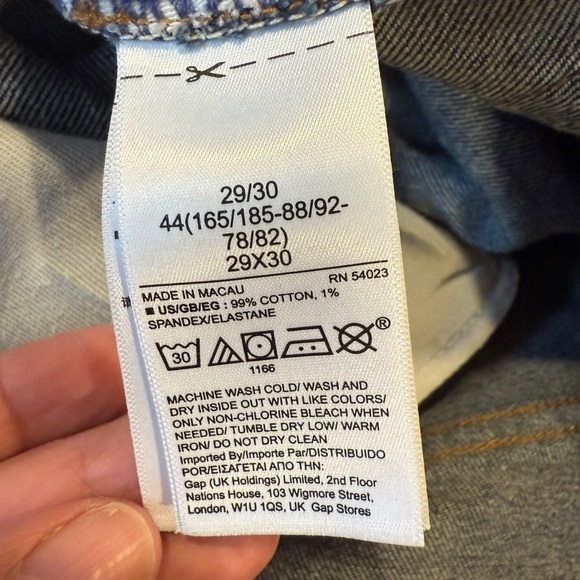 29/30
44(165/185-88/92-
78/82)
29X30
RN 54023
MADE IN MACAU
■ US/GB/EG : 99% COTTON, 1%
SPANDEX/ELASTANE
30
®
1166
MACHINE WASH COLD/ WASH AND
DRY INSIDE OUT WITH LIKE COLORS/
ONLY NON-CHLORINE BLEACH WHEN
NEEDED/ TUMBLE DRY LOW/ WARM
IRON/ DO NOT DRY CLEAN
Imported By/Importe Par/DISTRIBUIDO
POR/ΕΙΣΑΓΕΤΑΙ ΑΠΟ ΤΗΝ:
Gap (UK Holdings) Limited, 2nd Floor
Nations House, 103 Wigmore Street,
London, W1U 1QS, UK Gap Stores